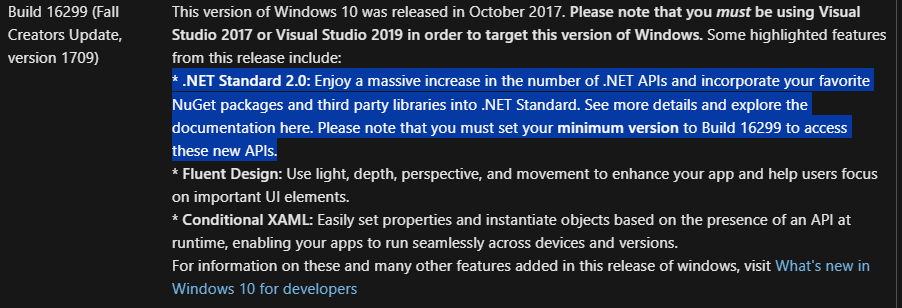 Build 16299 (Fall
Creators Update,
version 1709)
This version of Windows 10 was released in October 2017. Please note that you must be using Visual
Studio 2017 or Visual Studio 2019 in order to target this version of Windows. Some highlighted features
from this release include:
* .NET Standard 2.0: Enjoy a massive increase in the number of .NET APIs and incorporate your favorite
NuGet packages and third party libraries into .NET Standard. See more details and explore the
documentation here. Please note that you must set your minimum version to Build 16299 to access
these new APIs.
* Fluent Design: Use light, depth, perspective, and movement to enhance your app and help users focus
on important UI elements.
* Conditional XAML: Easily set properties and instantiate objects based on the presence of an API at
runtime, enabling your apps to run seamlessly across devices and versions.
For information on these and many other features added in this release of windows, visit What's new in
Windows 10 for developers